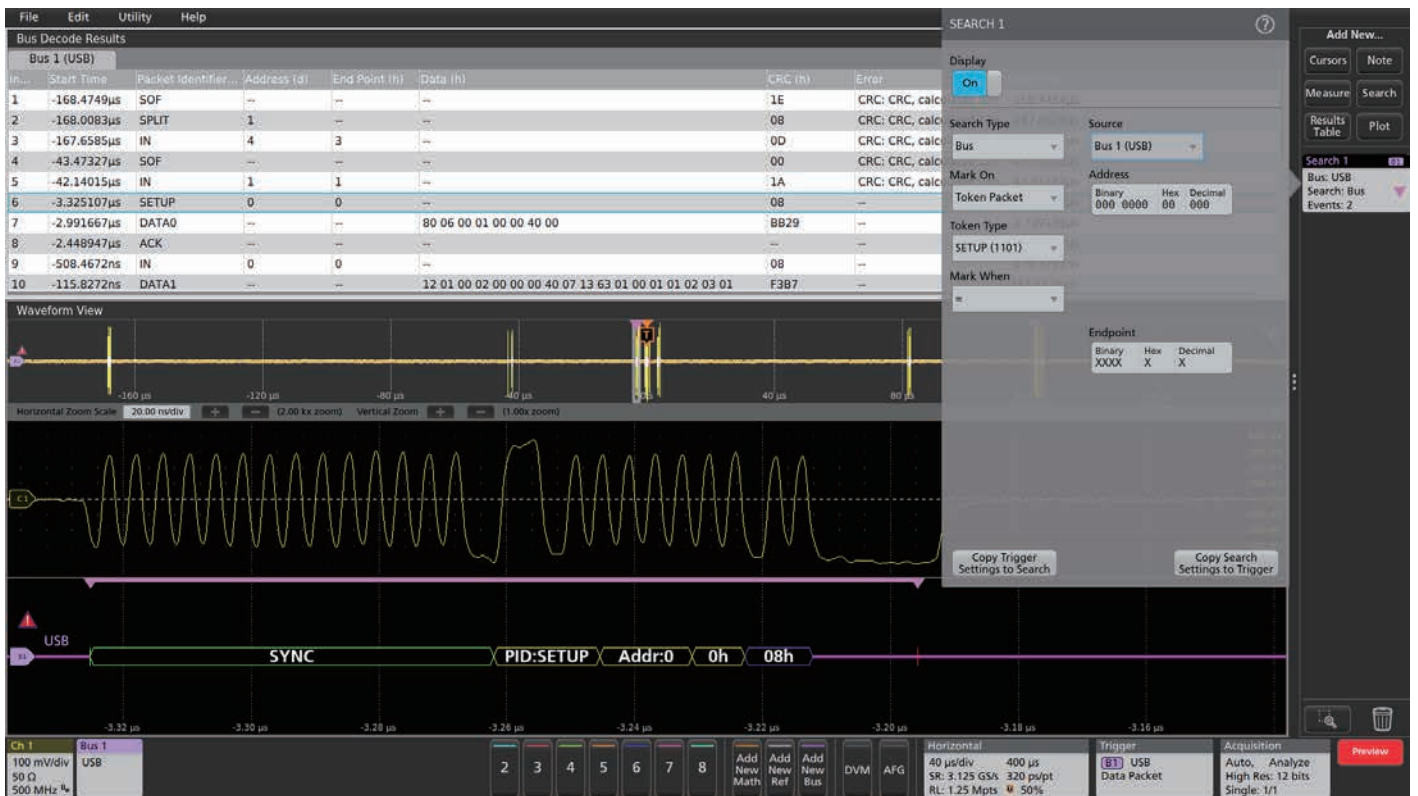 File Edit Utility Help
Bus Decode Results
Bus 1 (USB)
In... Start Time Packet Identifier... Address (d) End Point (h) Data (h) CRC (h) Error
1 -168.4749µs SOF -- -- -- 1E CRC: CRC, calc
2 -168.0083µs SPLIT 1 -- -- 08 CRC: CRC, calc
3 -167.6585µs IN 4 3 -- 0D CRC: CRC, calc
4 -43.47327µs SOF -- -- -- 00 CRC: CRC, calc
5 -42.14015µs IN 1 1 -- 1A CRC: CRC, calc
6 -3.325107µs SETUP 0 0 -- 08 --
7 -2.991667µs DATA0 -- -- 80 06 00 01 00 00 40 00 BB29 --
8 -2.448947µs ACK -- -- -- -- --
9 -508.4672ns IN 0 0 -- 08 --
10 -115.8272ns DATA1 -- -- 12 01 00 02 00 00 00 40 07 13 63 01 00 01 01 02 03 01 F3B7 --
SEARCH 1
?
Display
On
Search Type Source
Bus Bus 1 (USB)
Mark On Address
Token Packet Binary Hex Decimal
000 0000 00 000
Token Type
SETUP (1101)
Mark When
=
Endpoint
Binary Hex Decimal
XXXX X X
Copy Trigger
Settings to Search
Copy Search
Settings to Trigger
Add New...
Cursors Note
Measure Search
Results
Table
Plot
Search 1
Bus: USB
Search: Bus
Events: 2
Waveform View
T
-160 µs -120 µs -80 µs -40 µs 40 µs 80 µs
Horizontal Zoom Scale 20.00 ns/div + — (2.00 kx zoom) Vertical Zoom + — (1.00x zoom)
C1
USB
B1
SYNC PID:SETUP Addr:0 0h 08h
-3.32 µs -3.30 µs -3.28 µs -3.26 µs -3.24 µs -3.22 µs -3.20 µs -3.18 µs -3.16 µs
Ch 1
100 mV/div
50 Ω
500 MHz
Bus 1
USB
2 3 4 5 6 7 8
Add
New
Math
Add
New
Ref
Add
New
Bus
DVM AFG
Horizontal
40 µs/div 400 µs
SR: 3.125 GS/s 320 ps/pt
RL: 1.25 Mpts 50%
Trigger
B1 USB
Data Packet
Acquisition
Auto, Analyze
High Res: 12 bits
Single: 1/1
Preview